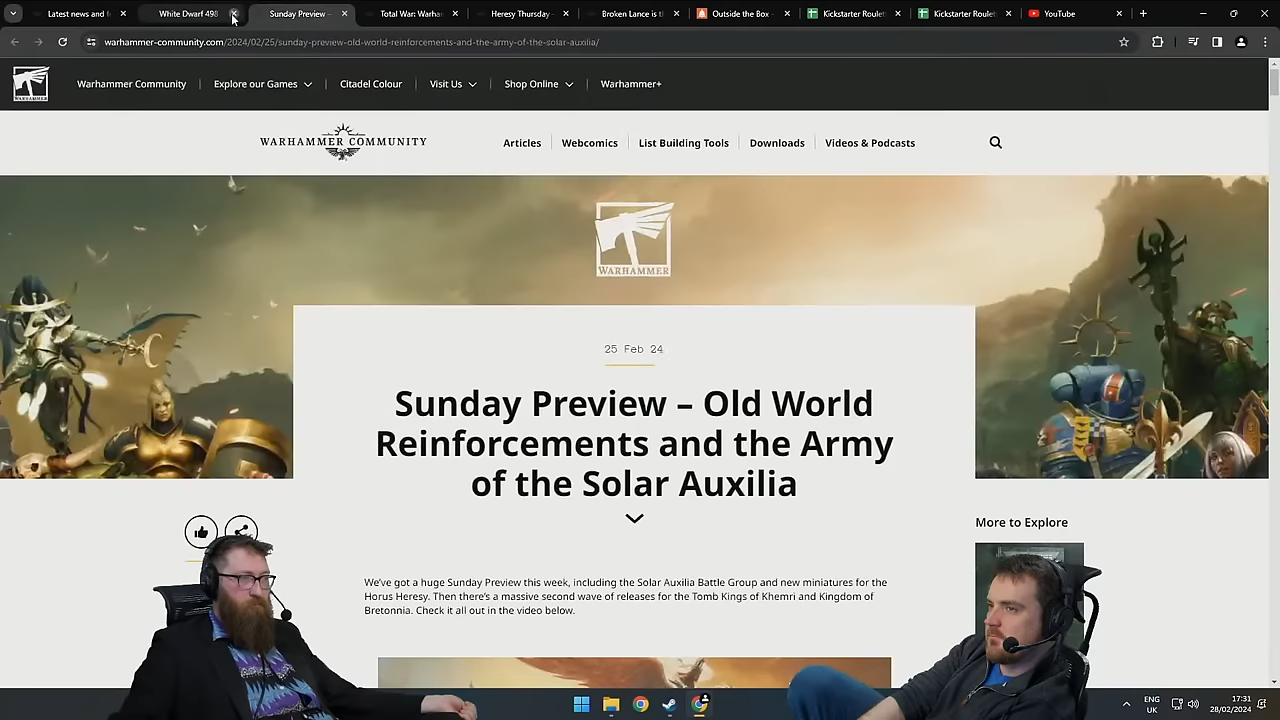 Latest news and f
White Dwarf 498
Sunday Preview –
Total War: Warha
Heresy Thursday –
Broken Lance is t
Outside the Box -
Kickstarter Roulet
Kickstarter Roulet
YouTube
warhammer-community.com/2024/02/25/sunday-preview-old-world-reinforcements-and-the-army-of-the-solar-auxilia/
WARHAMMER
Warhammer Community
Explore our Games
Citadel Colour
Visit Us
Shop Online
Warhammer+
WARHAMMER COMMUNITY
Articles
Webcomics
List Building Tools
Downloads
Videos & Podcasts
WARHAMMER
25 Feb 24
Sunday Preview – Old World
Reinforcements and the Army
of the Solar Auxilia
More to Explore
We've got a huge Sunday Preview this week, including the Solar Auxilia Battle Group and new miniatures for the
Horus Heresy. Then there's a massive second wave of releases for the Tomb Kings of Khemri and Kingdom of
Bretonnia. Check it all out in the video below.
ENG
UK
17:31
28/02/2024